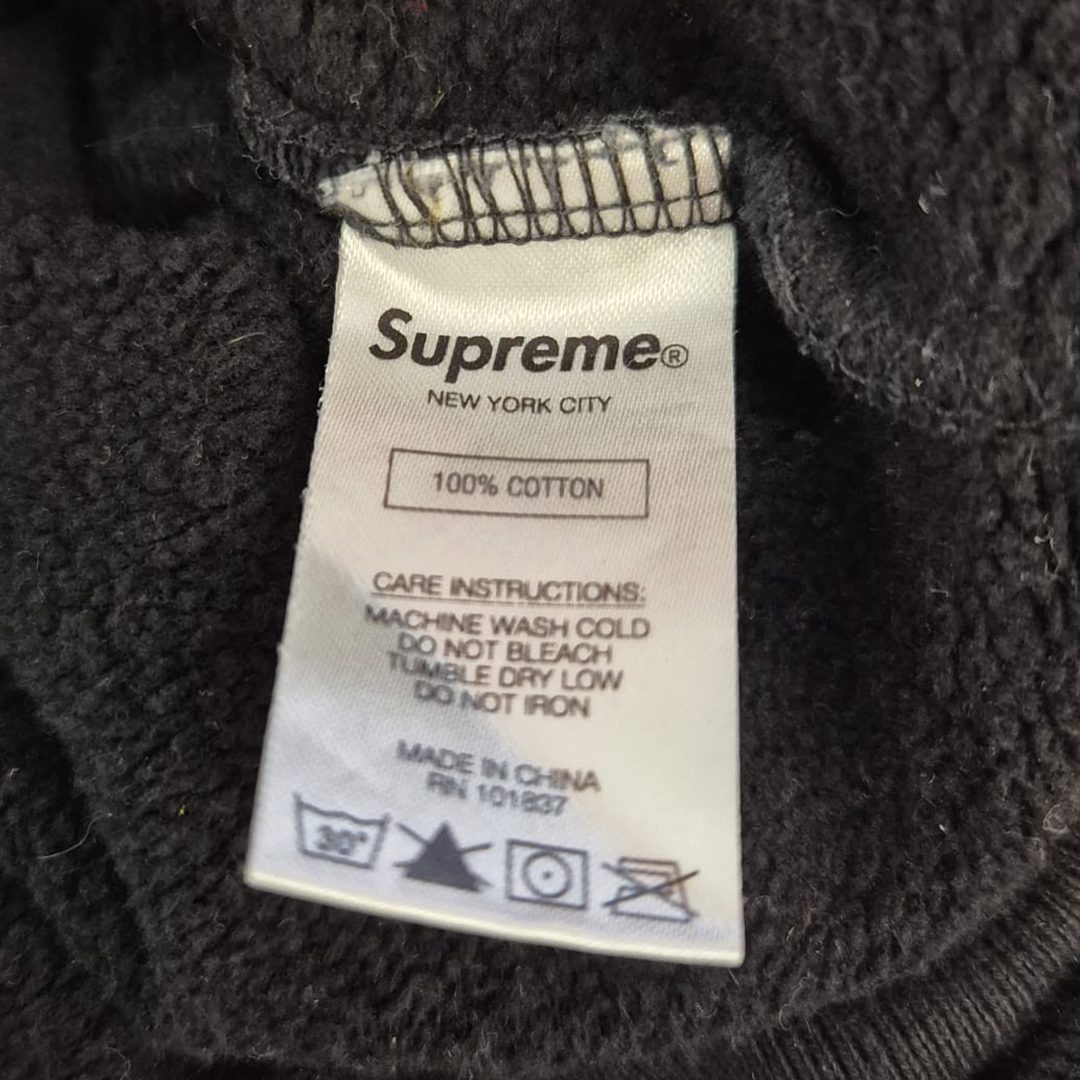 Supreme®
NEW YORK CITY
100% COTTON
CARE INSTRUCTIONS:
MACHINE WASH COLD
DO NOT BLEACH
TUMBLE DRY LOW
DO NOT IRON
MADE IN CHINA
RN 101837
30°